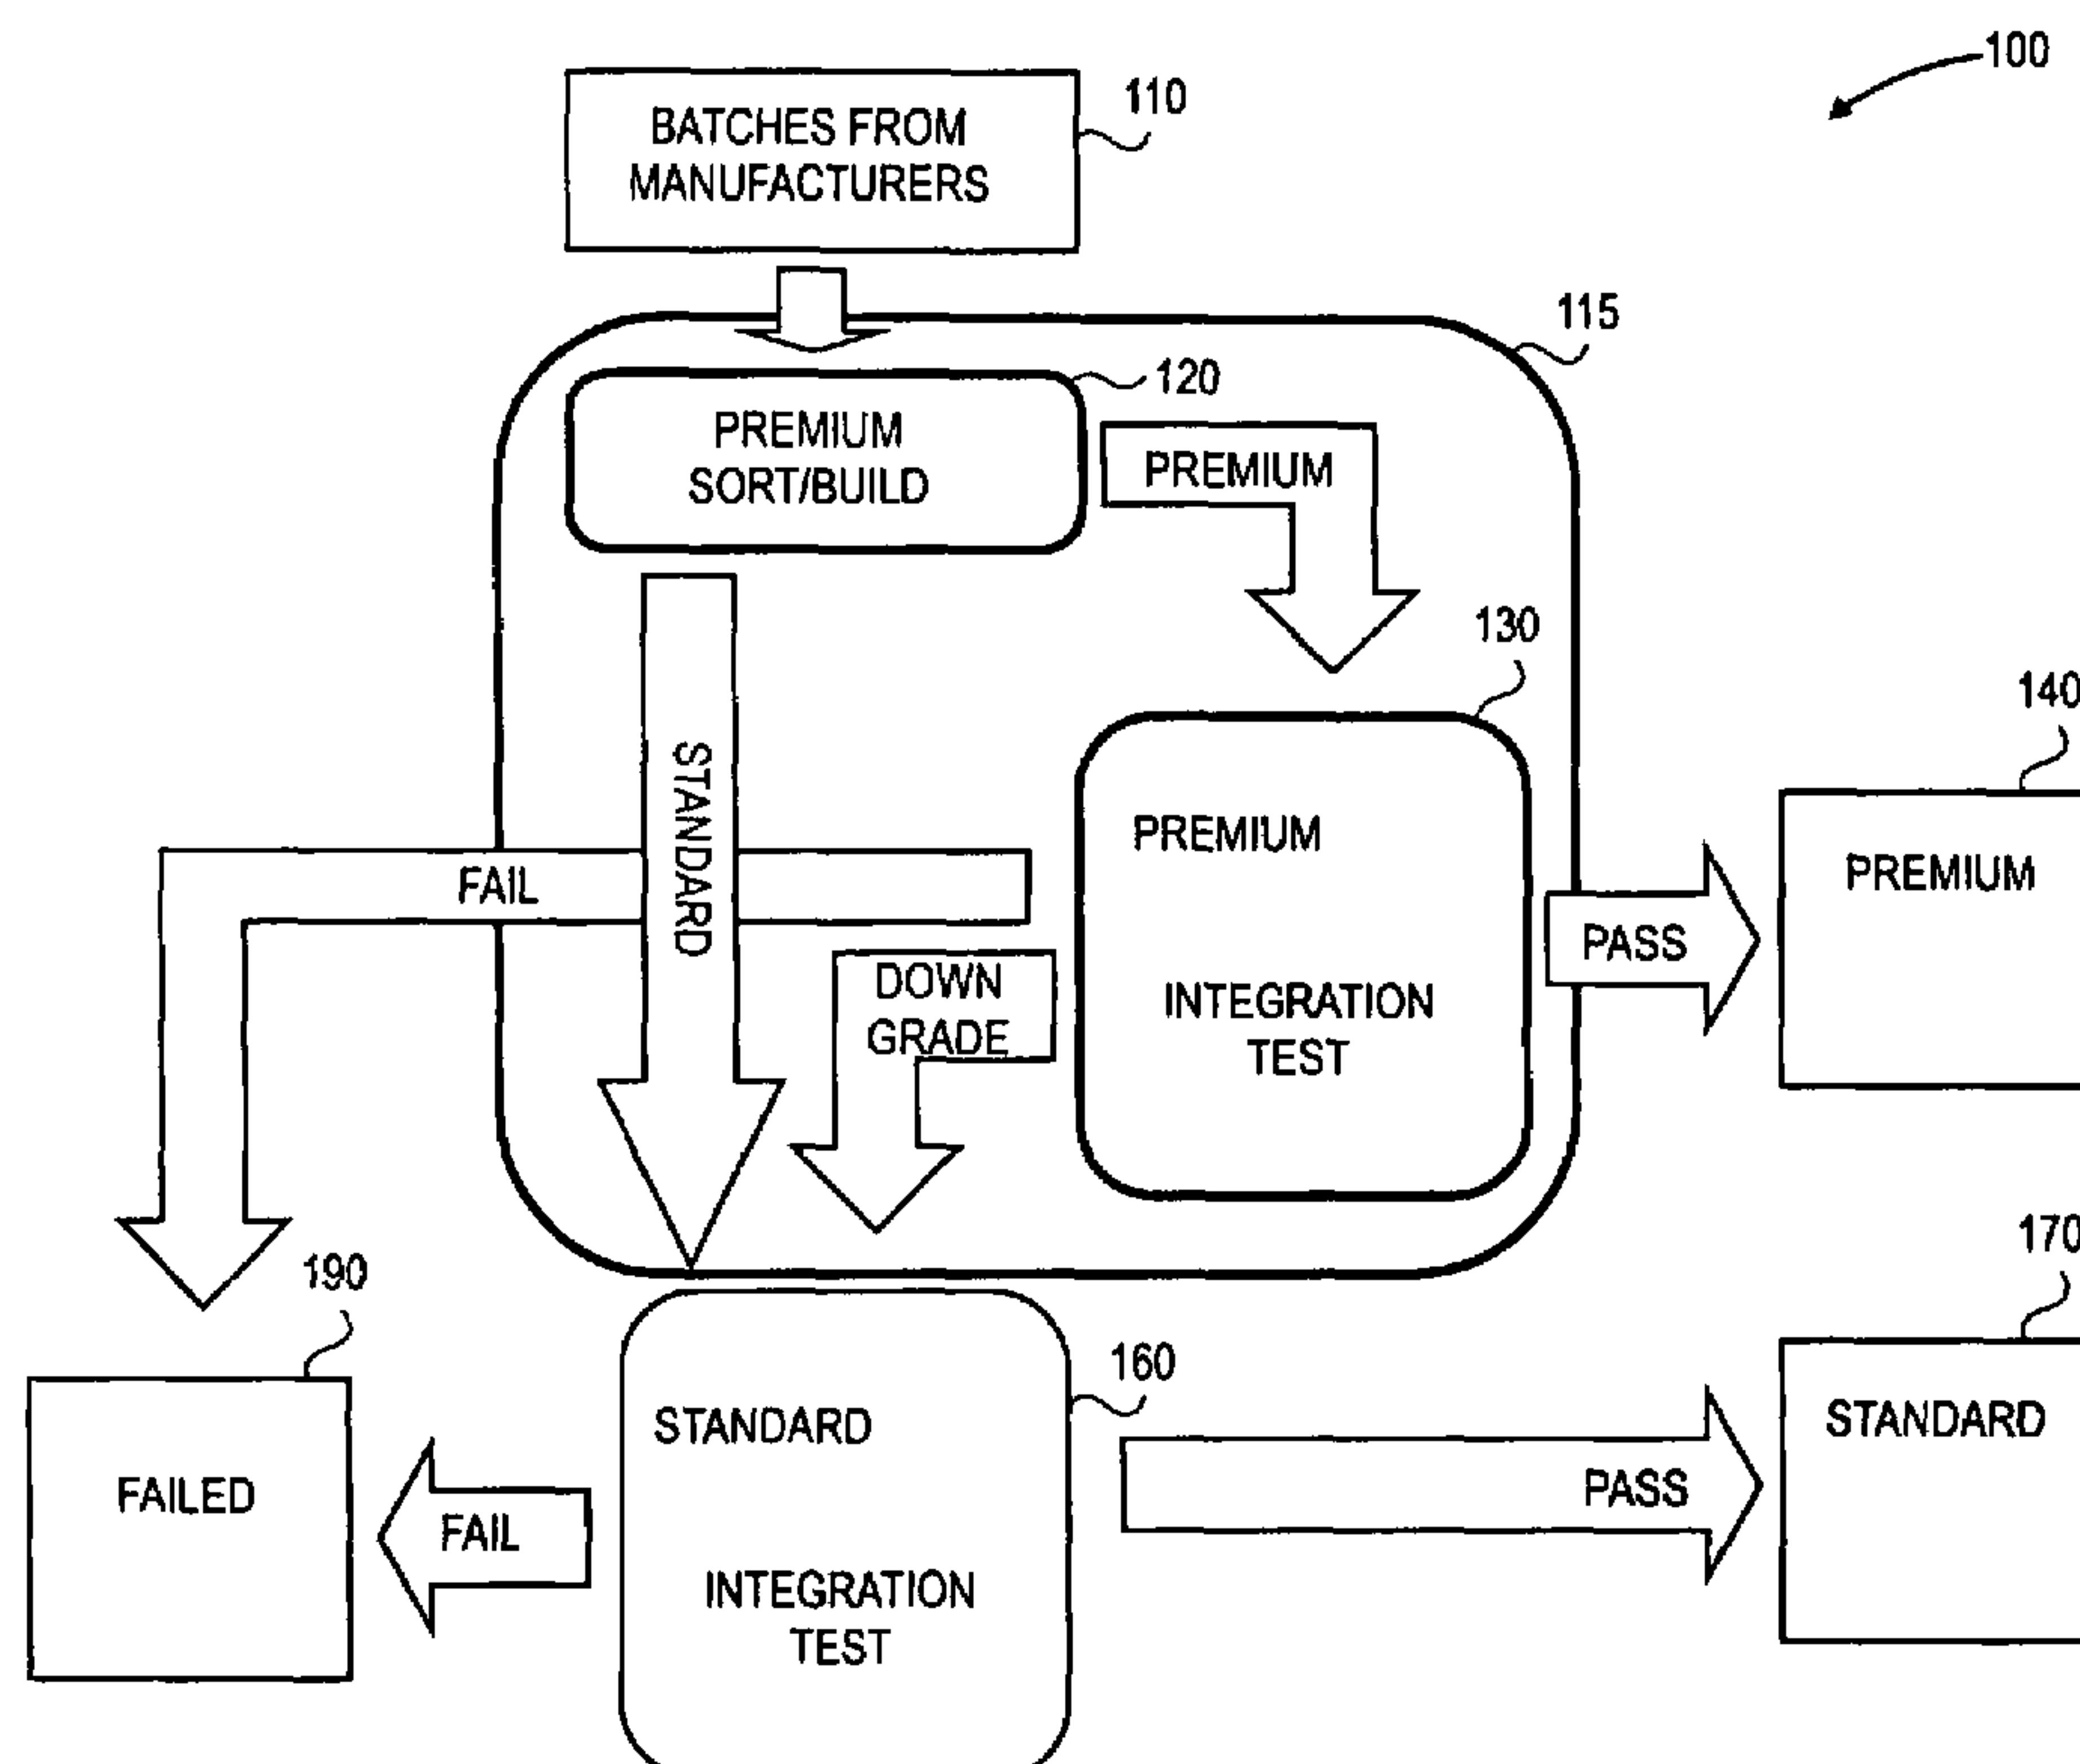 100
110
BATCHES FROM
MANUFACTURERS
115
120
PREMIUM
SORT/BUILD
PREMIUM
130
140
STANDARD
PREMIUM
PREMIUM
FAIL
PASS
DOWN
GRADE
INTEGRATION
TEST
170
190
160
STANDARD
STANDARD
FAILED
FAIL
PASS
INTEGRATION
TEST